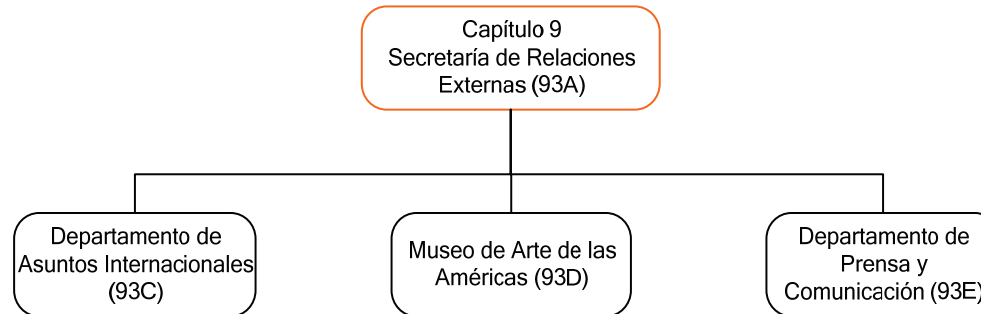 Capítulo 9
Secretaría de Relaciones
Externas (93A)
Departamento de
Asuntos Internacionales
(93C)
Museo de Arte de las
Américas (93D)
Departamento de
Prensa y
Comunicación (93E)